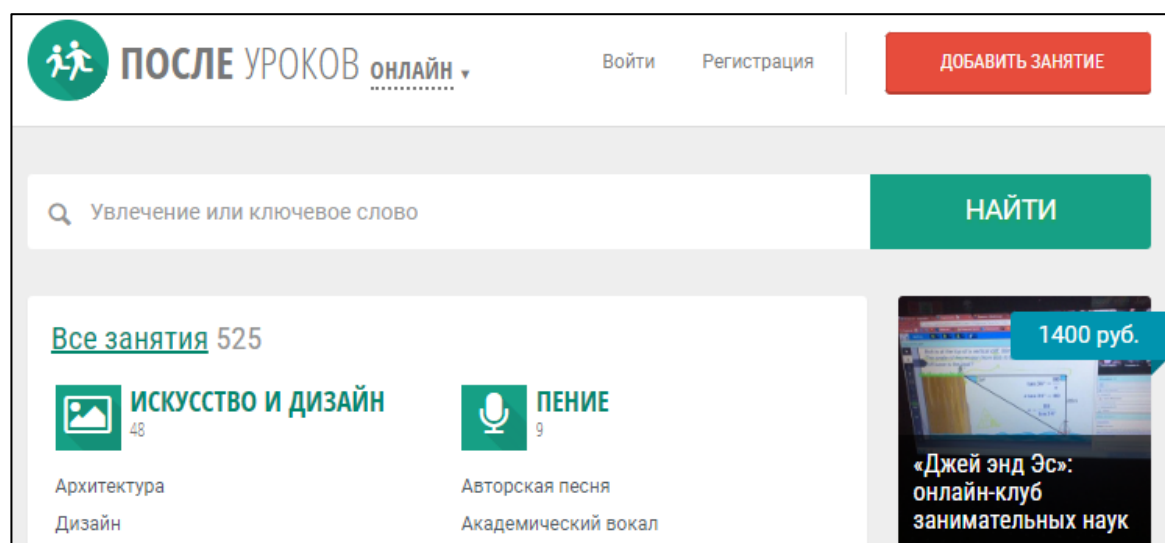 ПОСЛЕ УРОКОВ ОНЛАЙН
Войти
Регистрация
ДОБАВИТЬ ЗАНЯТИЕ
Увлечение или ключевое слово
НАЙТИ
Все занятия 525
ИСКУССТВО И ДИЗАЙН
48
Архитектура
Дизайн
ПЕНИЕ
9
Авторская песня
Академический вокал
1400 руб.
«Джей энд Эс»:
онлайн-клуб
занимательных наук